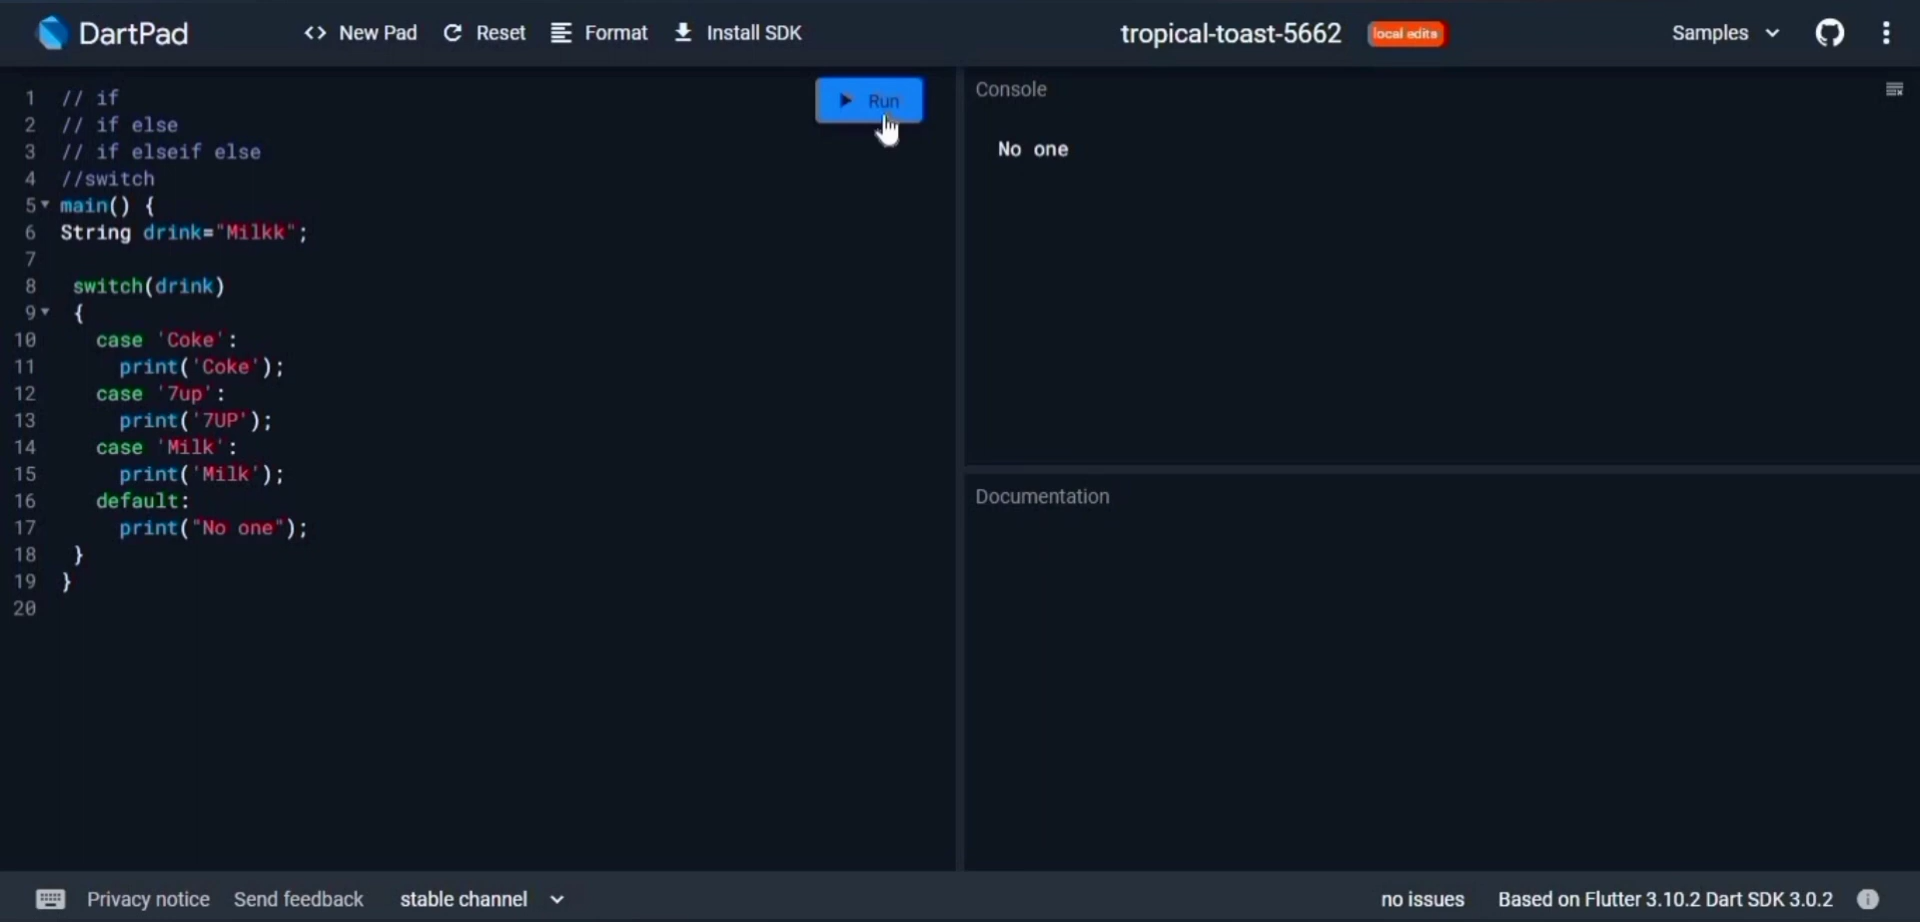 DartPad
<> New Pad
Reset
Format
Install SDK
tropical-toast-5662
local edits
Samples
1 // if
2 // if else
3 // if elseif else
4 //switch
5 main() {
6 String drink="Milkk";
7
8 switch(drink)
9 {
10 case 'Coke':
11 print('Coke');
12 case '7up':
13 print('7UP');
14 case 'Milk':
15 print('Milk');
16 default:
17 print("No one");
18 }
19 }
20
Run
Console
No one
Documentation
Privacy notice
Send feedback
stable channel
no issues
Based on Flutter 3.10.2 Dart SDK 3.0.2